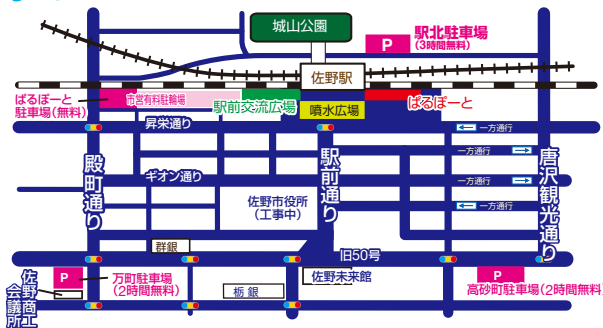 城山公園
P
駅北駐車場
(3時間無料)
佐野駅
ぱるぽーと
駐車場(無料)
市営有料駐輪場
駅前交流広場
噴水広場
ぱるぽーと
昇栄通り
一方通行
一方通行
ギオン通り
一方通行
一方通行
殿町通り
駅前通り
唐沢観光通り
佐野市役所
(工事中)
群銀
旧50号
P
万町駐車場
(2時間無料)
佐野商工
会議所
栃銀
佐野未来館
P
高砂町駐車場(2時間無料)